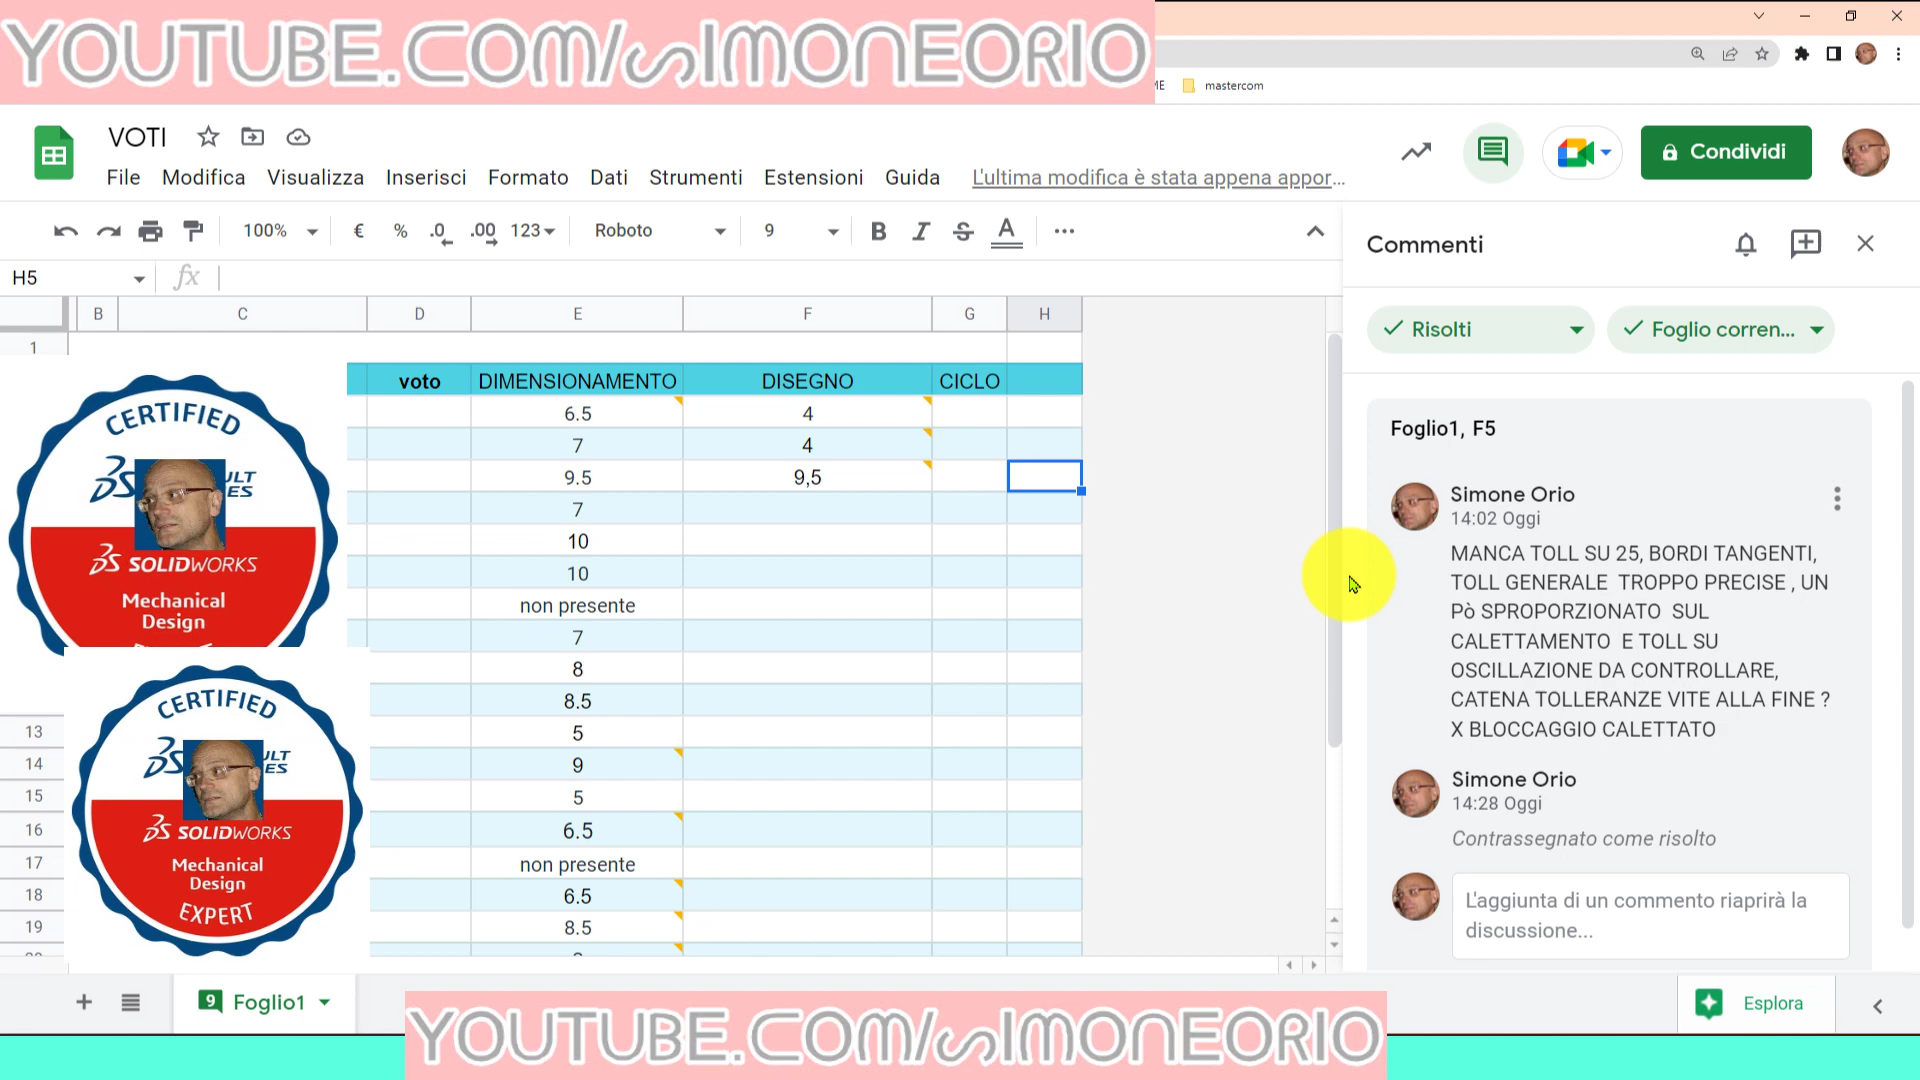 YOUTUBE.COM/SIMONEORIO
ME
mastercom
VOTI
File Modifica Visualizza Inserisci Formato Dati Strumenti Estensioni Guida L'ultima modifica è stata appena appor...
Condividi
100% € % .0 .00 123 Roboto 9 B I S A
H5 fx
B C D E F G H
1
voto DIMENSIONAMENTO DISEGNO CICLO
6.5 4
7 4
9.5 9,5
7
10
10
non presente
7
8
8.5
13 5
14 9
15 5
16 6.5
17 non presente
18 6.5
19 8.5
CERTIFIED
SOLIDWORKS
Mechanical
Design
CERTIFIED
SOLIDWORKS
Mechanical
Design
EXPERT
Commenti
Risolti Foglio corren...
Foglio1, F5
Simone Orio
14:02 Oggi
MANCA TOLL SU 25, BORDI TANGENTI,
TOLL GENERALE TROPPO PRECISE , UN
Pò SPROPORZIONATO SUL
CALETTAMENTO E TOLL SU
OSCILLAZIONE DA CONTROLLARE,
CATENA TOLLERANZE VITE ALLA FINE ?
X BLOCCAGGIO CALETTATO
Simone Orio
14:28 Oggi
Contrassegnato come risolto
L'aggiunta di un commento riaprirà la
discussione...
9 Foglio1
Esplora
YOUTUBE.COM/SIMONEORIO